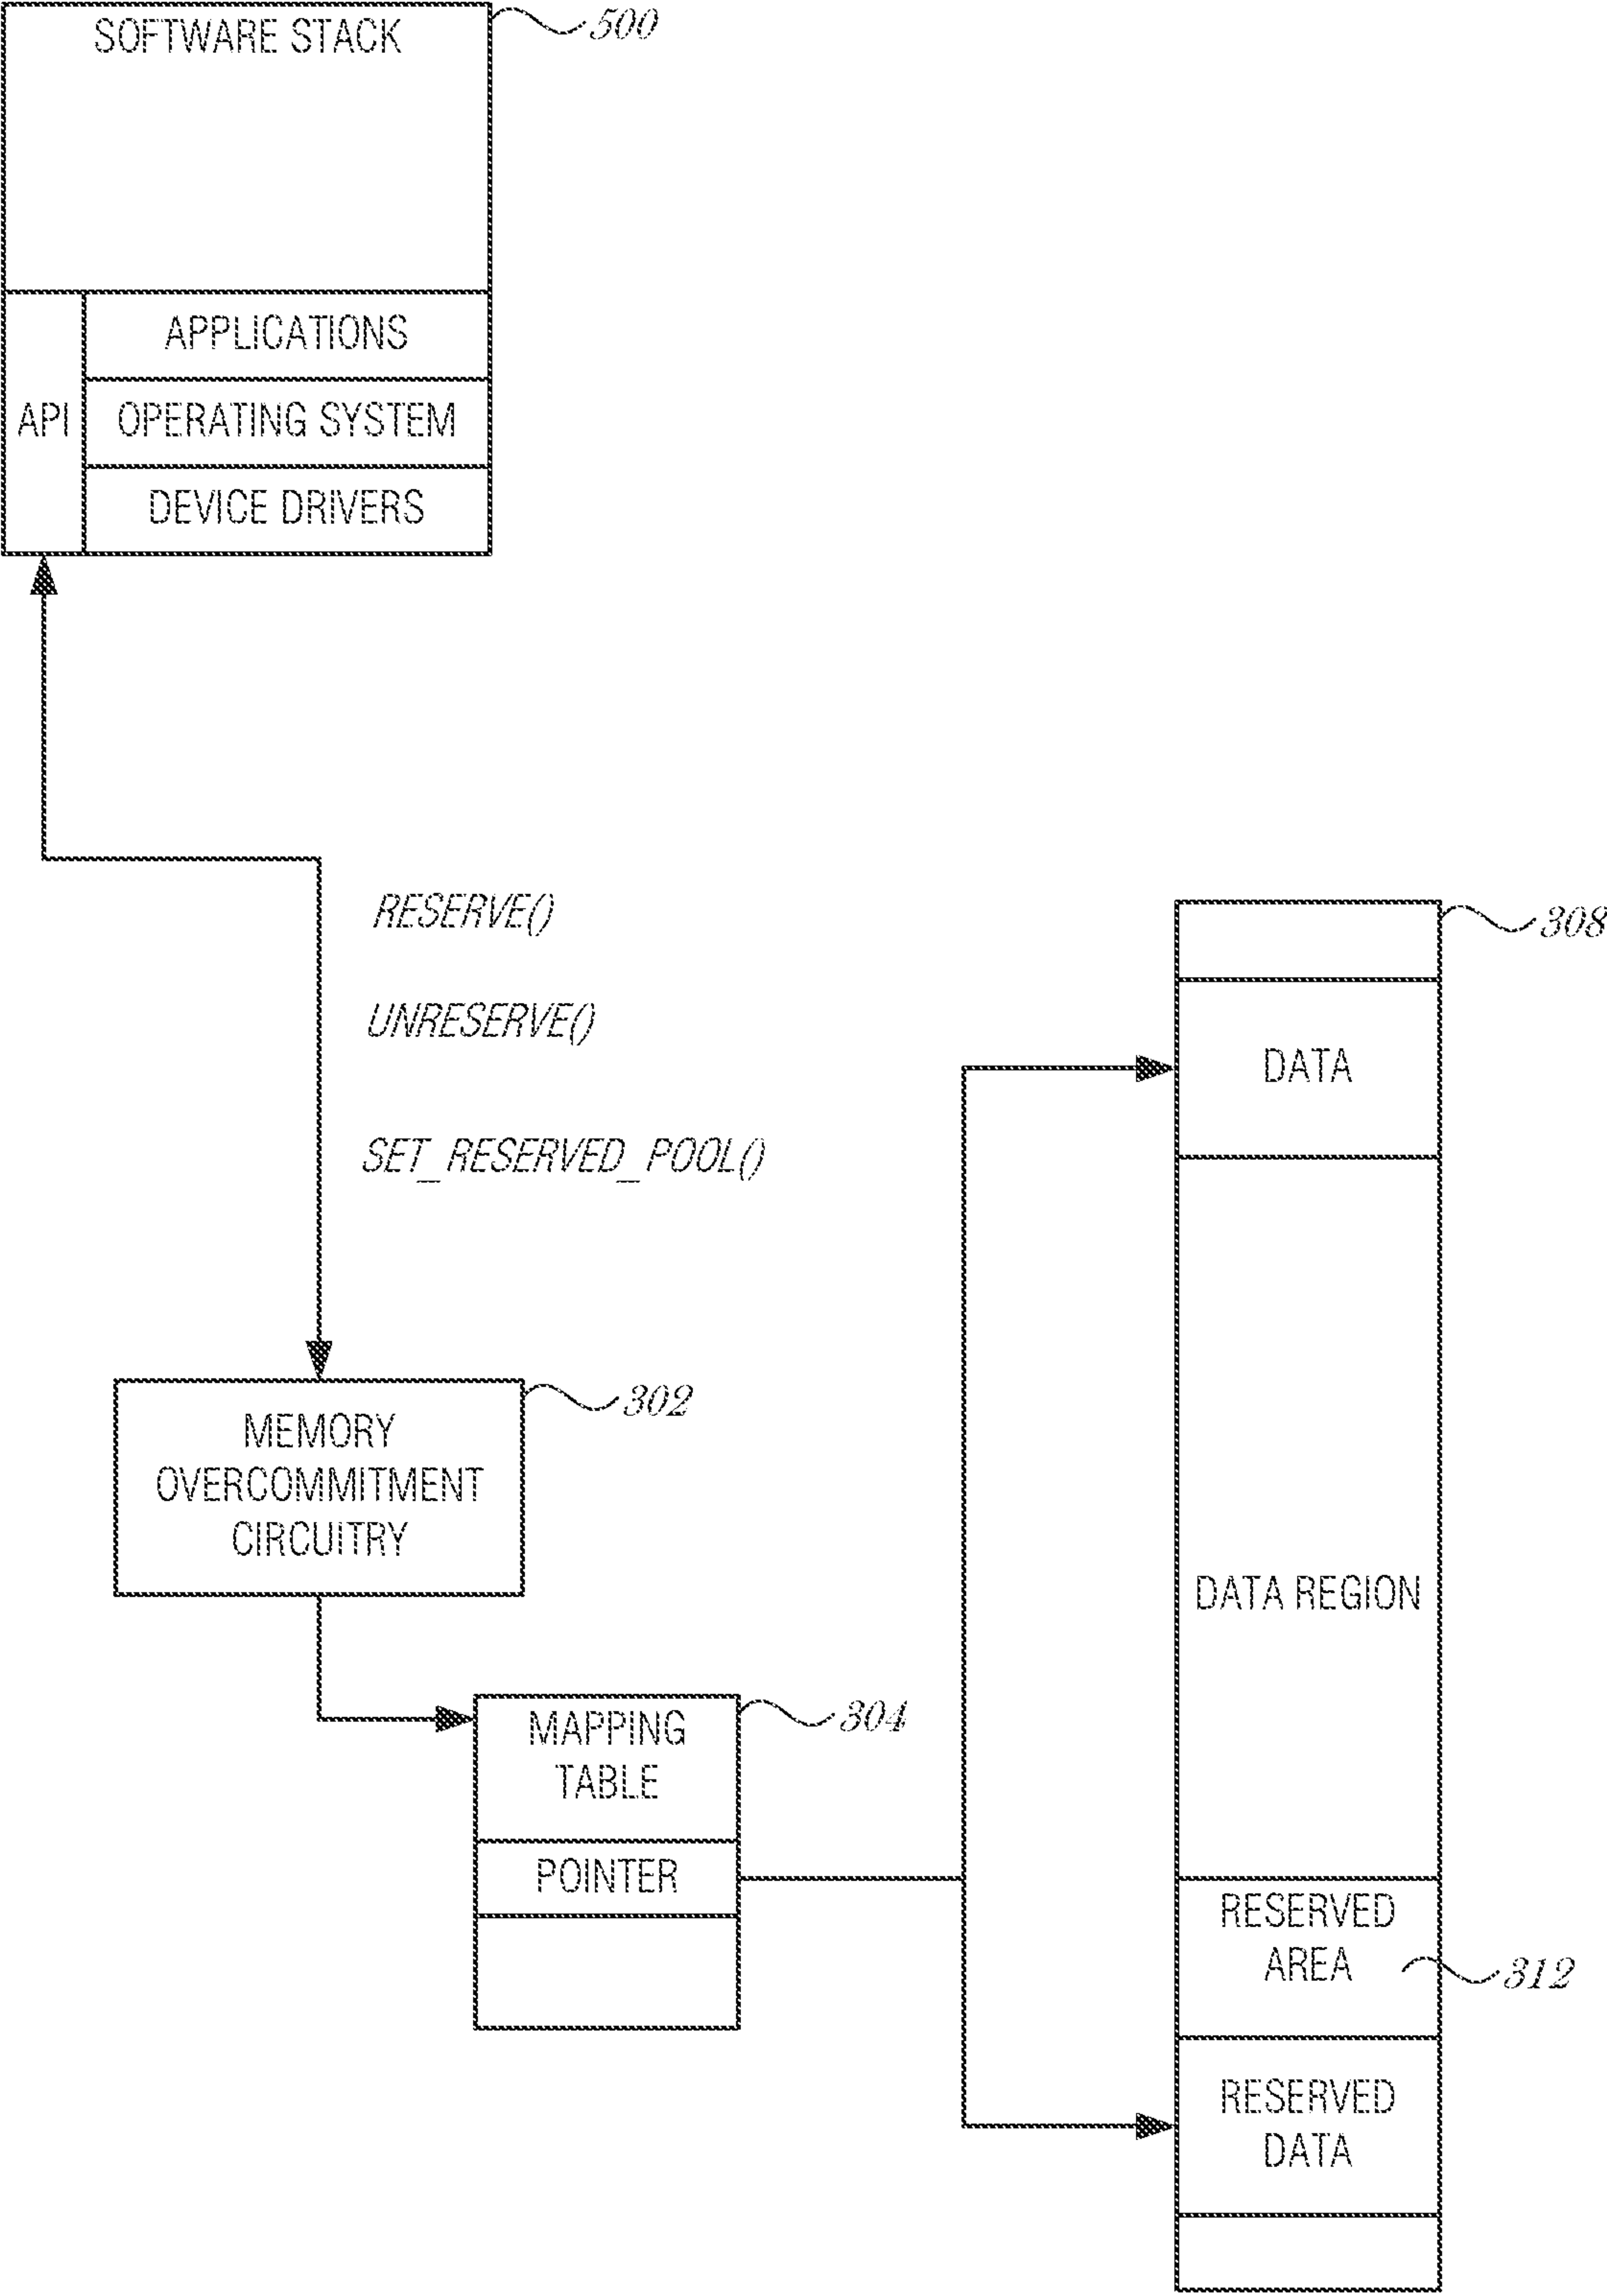 SOFTWARE STACK
500
APPLICATIONS
API
OPERATING SYSTEM
DEVICE DRIVERS
RESERVE()
UNRESERVE()
SET_RESERVED_POOL()
308
DATA
DATA REGION
302
MEMORY
OVERCOMMITMENT
CIRCUITRY
304
MAPPING
TABLE
POINTER
RESERVED
AREA
312
RESERVED
DATA